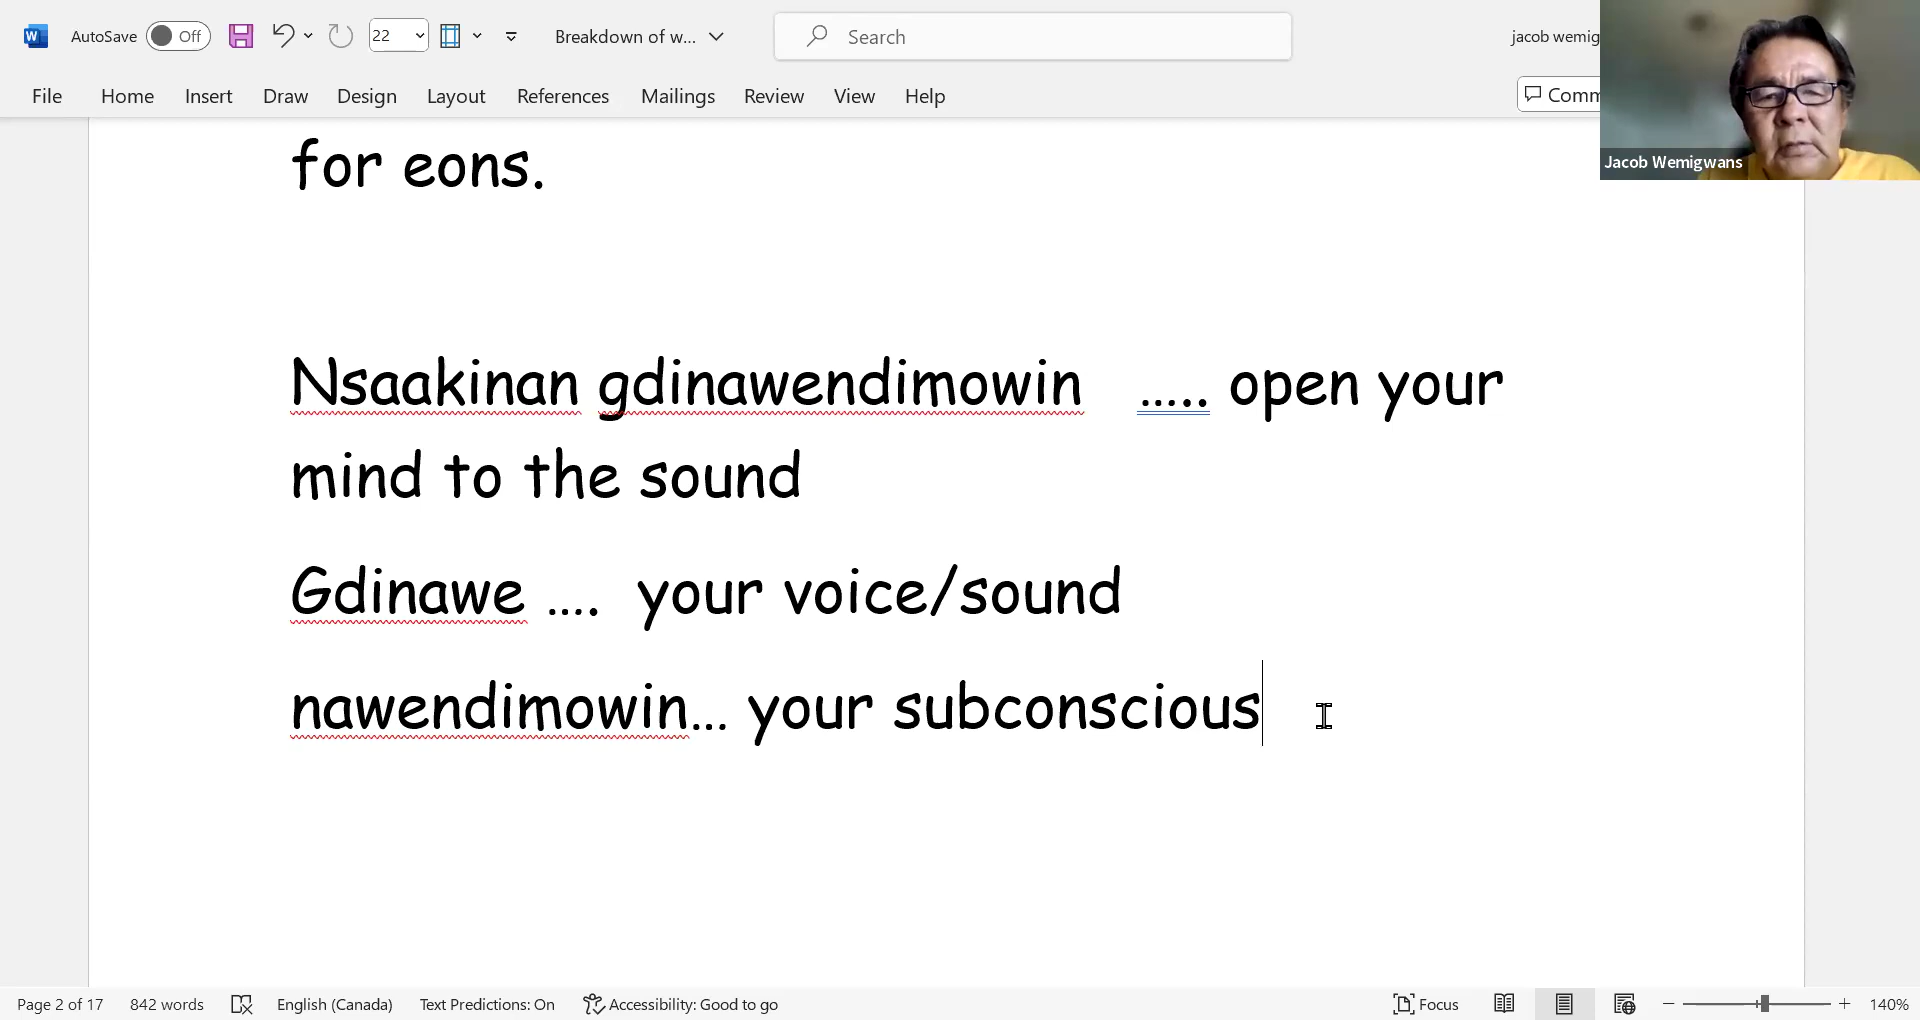 AutoSave Off 22 Breakdown of w... Search jacob wemig
File Home Insert Draw Design Layout References Mailings Review View Help Comm
Jacob Wemigwans
for eons.
Nsaakinan gdinawendimowin ..... open your
mind to the sound
Gdinawe .... your voice/sound
nawendimowin... your subconscious
Page 2 of 17 842 words English (Canada) Text Predictions: On Accessibility: Good to go Focus 140%